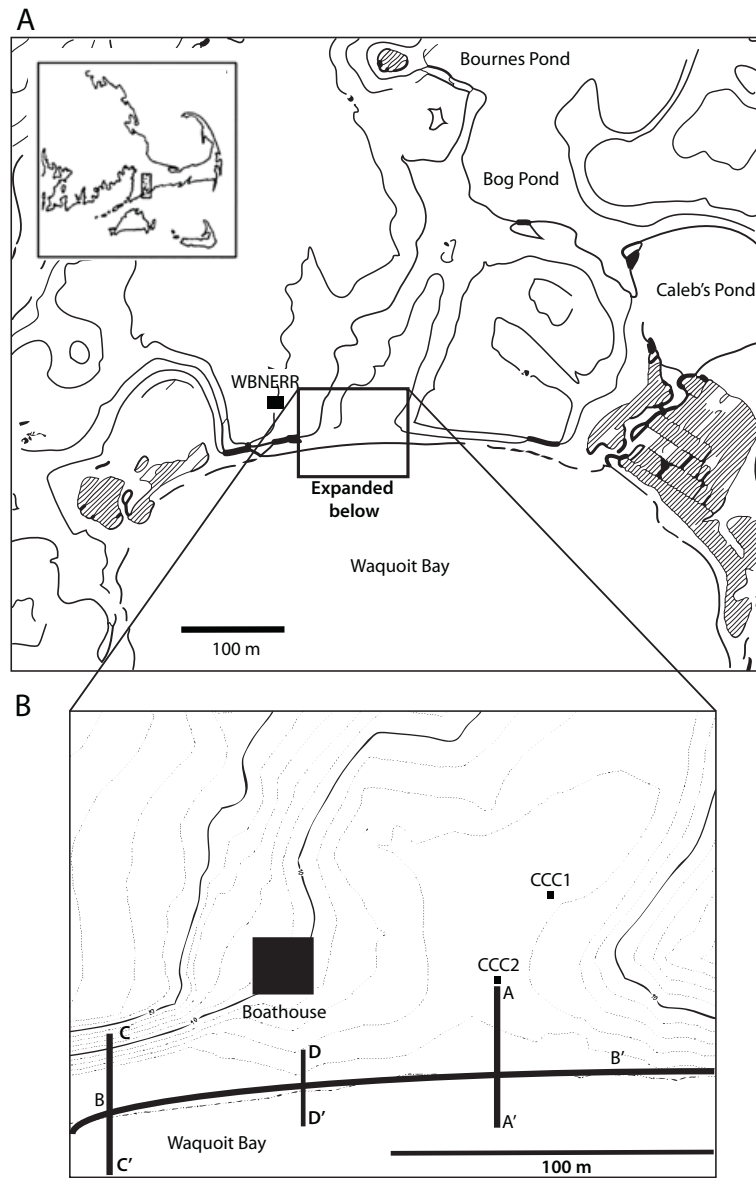 A
Bournes Pond
Bog Pond
Caleb's Pond
WBNERR
Expanded
below
Waquoit Bay
100 m
B
CCC1
CCC2
A
Boathouse
C
D
B'
B
D'
A'
Waquoit Bay
C'
100 m